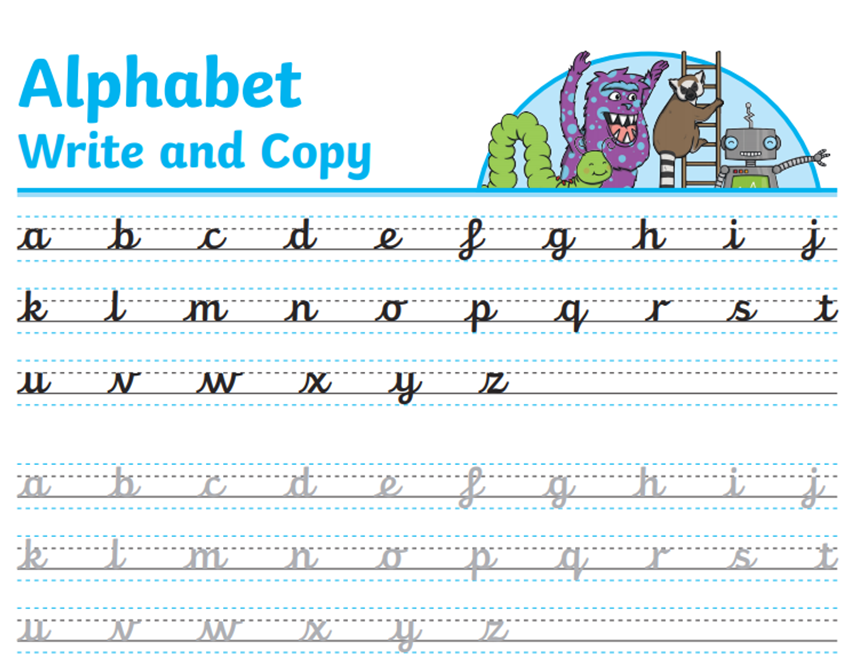 Alphabet
Write and Copy
a b c d e f g h i j
k l m n o p q r s t
u v w x y z
a b c d e f g h i j
k l m n o p q r s t
u v w x y z